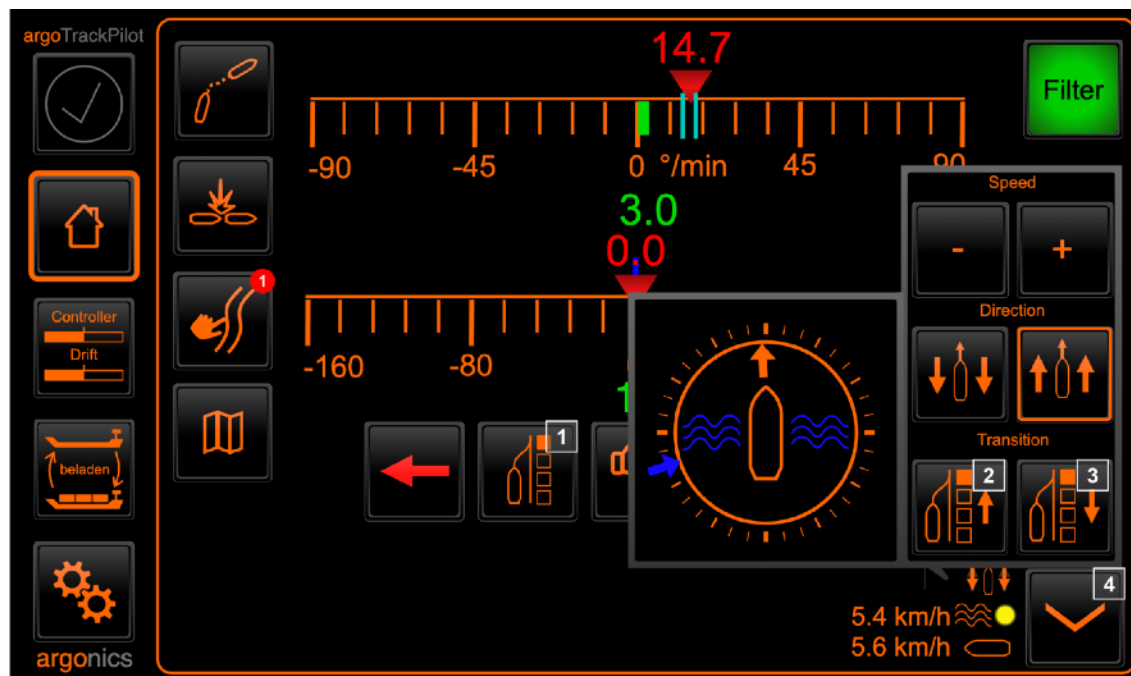 argoTrackPilot
14.7
Filter
-90 -45 0 °/min 45 90
Speed
3.0
- +
0.0
1
Controller
Direction
Drift
-160 -80
1
Transition
1 2 3
beladen
4
5.4 km/h
5.6 km/h
argonics